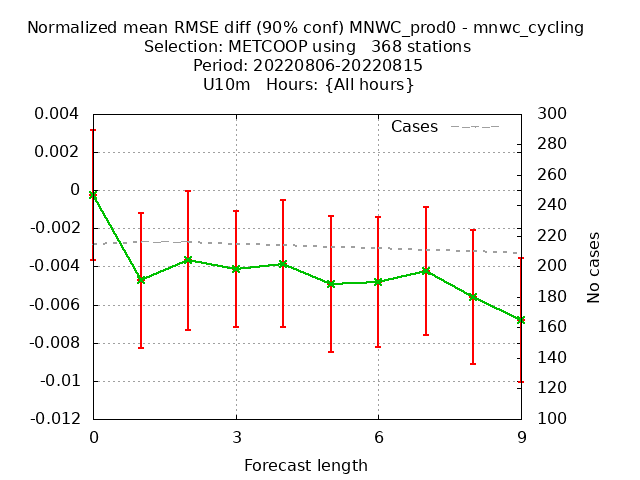 Normalized mean RMSE diff (90% conf) MNWC_prod0 - mnwc_cycling
Selection: METCOOP using   368 stations
Period: 20220806-20220815
U10m   Hours: {All hours}
0.004 300
Cases
280
0.002
260
0 240
-0.002 220
-0.004 200
-0.006 180
160
-0.008
140
-0.01
120
-0.012 100
No cases
0 3 6 9
Forecast length